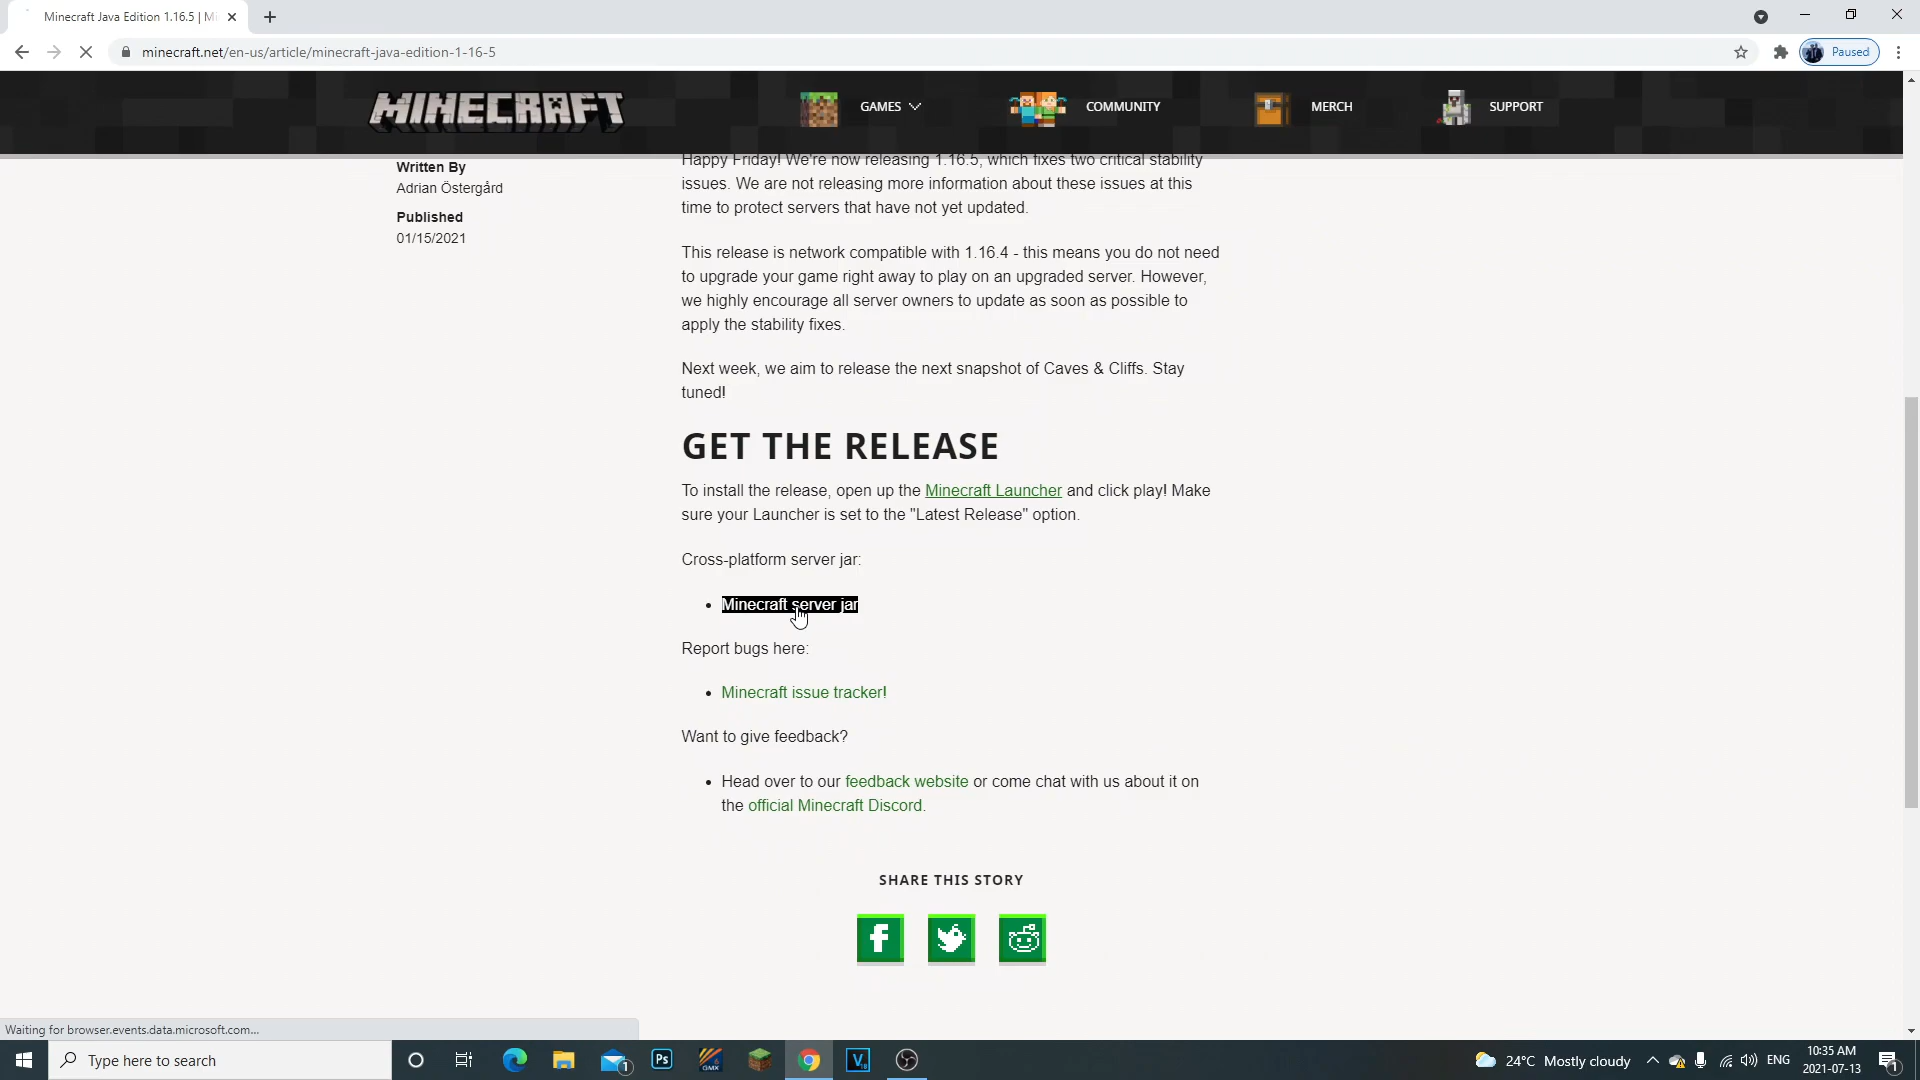 Minecraft Java Edition 1.16.5 | Mi
minecraft.net/en-us/article/minecraft-java-edition-1-16-5
Paused
MINECRAFT
GAMES
COMMUNITY
MERCH
SUPPORT
Written By
Adrian Östergård
Published
01/15/2021
Happy Friday! We're now releasing 1.16.5, which fixes two critical stability
issues. We are not releasing more information about these issues at this
time to protect servers that have not yet updated.
This release is network compatible with 1.16.4 - this means you do not need
to upgrade your game right away to play on an upgraded server. However,
we highly encourage all server owners to update as soon as possible to
apply the stability fixes.
Next week, we aim to release the next snapshot of Caves & Cliffs. Stay
tuned!
GET THE RELEASE
To install the release, open up the Minecraft Launcher and click play! Make
sure your Launcher is set to the "Latest Release" option.
Cross-platform server jar:
• Minecraft server jar
Report bugs here:
• Minecraft issue tracker!
Want to give feedback?
• Head over to our feedback website or come chat with us about it on
the official Minecraft Discord.
SHARE THIS STORY
Waiting for browser.events.data.microsoft.com...
Type here to search
1
Ps
GMX
V
18
24°C Mostly cloudy
ENG
10:35 AM
2021-07-13
1